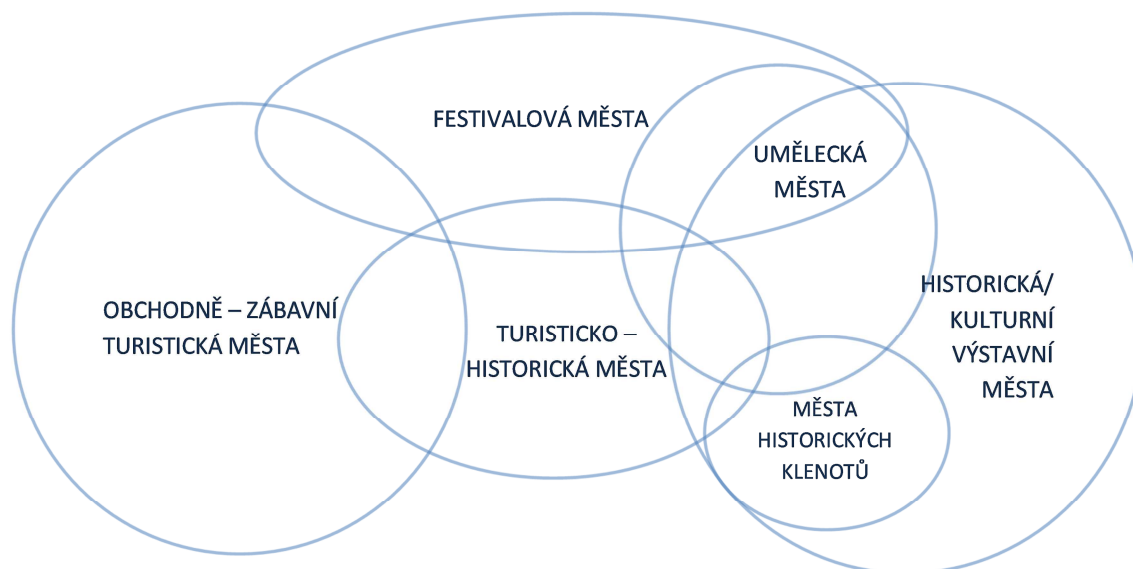 FESTIVALOVÁ MĚSTA
UMĚLECKÁ
MĚSTA
OBCHODNĚ – ZÁBAVNÍ
TURISTICKÁ MĚSTA
TURISTICKO –
HISTORICKÁ MĚSTA
HISTORICKÁ/
KULTURNÍ
VÝSTAVNÍ
MĚSTA
MĚSTA
HISTORICKÝCH
KLENOTŮ